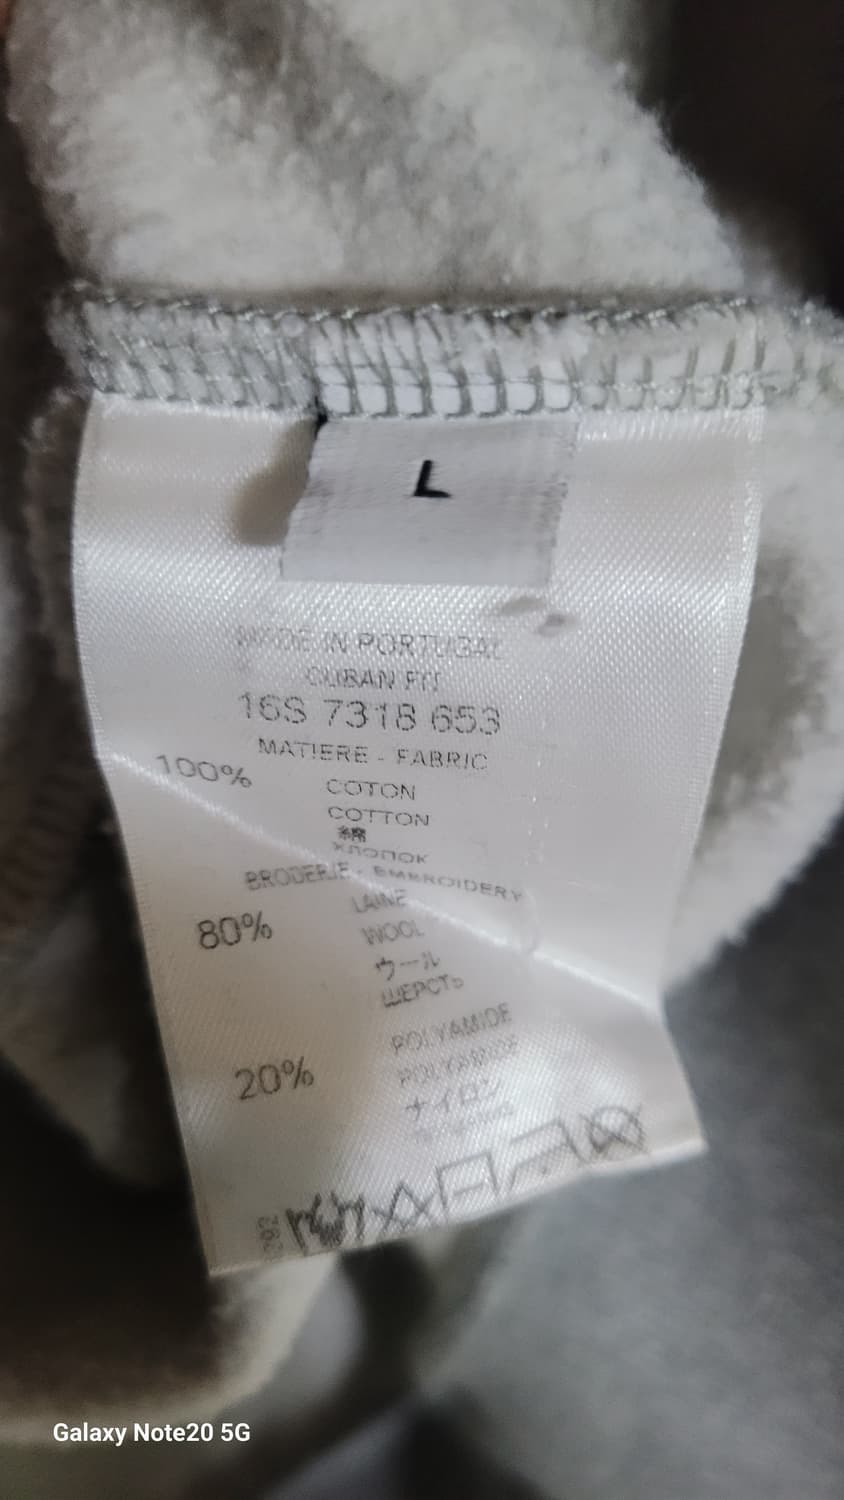 L
MADE IN PORTUGAL
CUBAN FIT
16S 7318 653
MATIERE - FABRIC
100% COTON
COTTON
綿
ХЛОПОК
BRODERIE - EMBROIDERY
80% LAINE
WOOL
ウール
ШЕРСТЬ
20% POLYAMIDE
POLYAMIDE
ナイロン
Galaxy Note20 5G